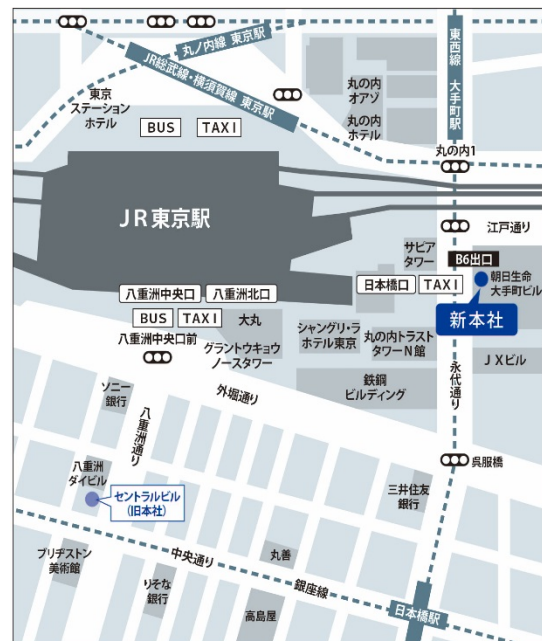 丸ノ内線 東京駅
JR総武線・横須賀線 東京駅
東京
ステーション
ホテル
BUS
TAXI
丸の内
オアゾ
丸の内
ホテル
東西線 大手町駅
丸の内1
JR東京駅
江戸通り
サピア
タワー
B6出口
朝日生命
大手町ビル
新本社
日本橋口
TAXI
八重洲中央口
八重洲北口
BUS
TAXI
大丸
八重洲中央口前
グラントウキョウ
ノースタワー
シャングリ・ラ
ホテル東京
丸の内トラスト
タワーN館
JXビル
永代通り
鉄鋼
ビルディング
外堀通り
ソニー
銀行
八重洲通り
八重洲
ダイビル
セントラルビル
(旧本社)
呉服橋
三井住友
銀行
ブリヂストン
美術館
中央通り
丸善
りそな
銀行
銀座線
高島屋
日本橋駅